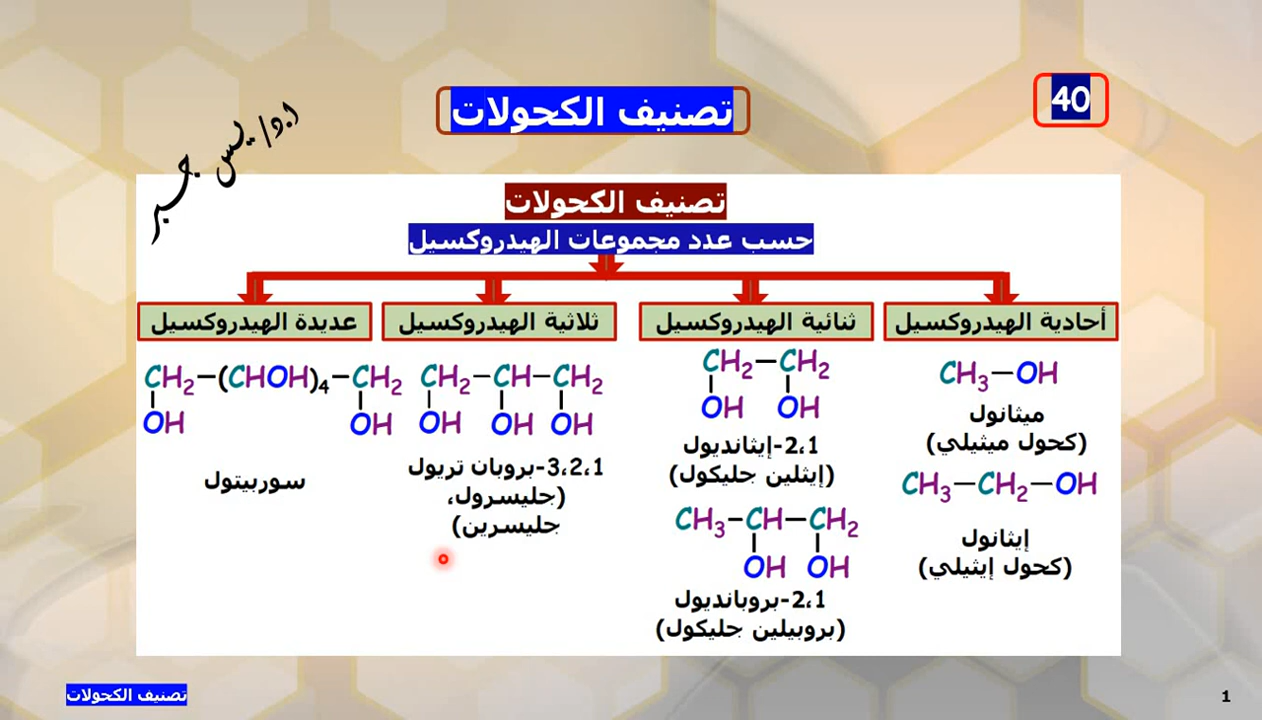 40
تصنيف الكحولات
ا.د/ يس جبر
تصنيف الكحولات
حسب عدد مجموعات الهيدروكسيل
أحادية الهيدروكسيل
CH₃—OH
ميثانول
(كحول ميثيلي)
CH₃—CH₂—OH
إيثانول
(كحول إيثيلي)
ثنائية الهيدروكسيل
CH₂—CH₂
OH OH
2،1-إيثانديول
(إيثلين جليكول)
CH₃—CH—CH₂
OH OH
2،1-بروبانديول
(بروبيلين جليكول)
ثلاثية الهيدروكسيل
CH₂—CH—CH₂
OH OH OH
3،2،1-بروبان تريول
(جليسرول،
جليسرين)
عديدة الهيدروكسيل
CH₂—(CHOH)₄—CH₂
OH OH
سوربيتول
تصنيف الكحولات
1